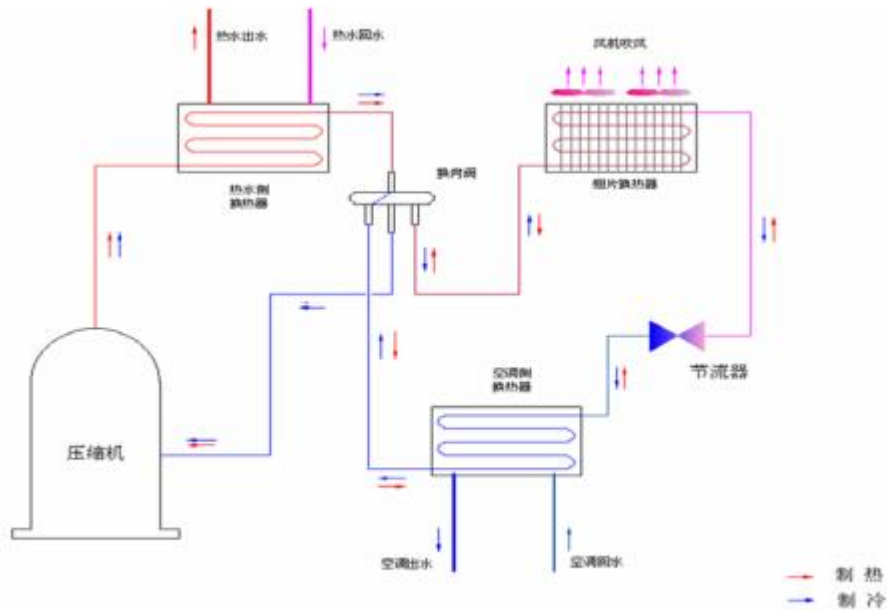 热水出水
热水回水
风机吹风
换向阀
热水侧
换热器
翅片换热器
节流器
空调侧
换热器
压缩机
空调出水
空调回水
制热
制冷